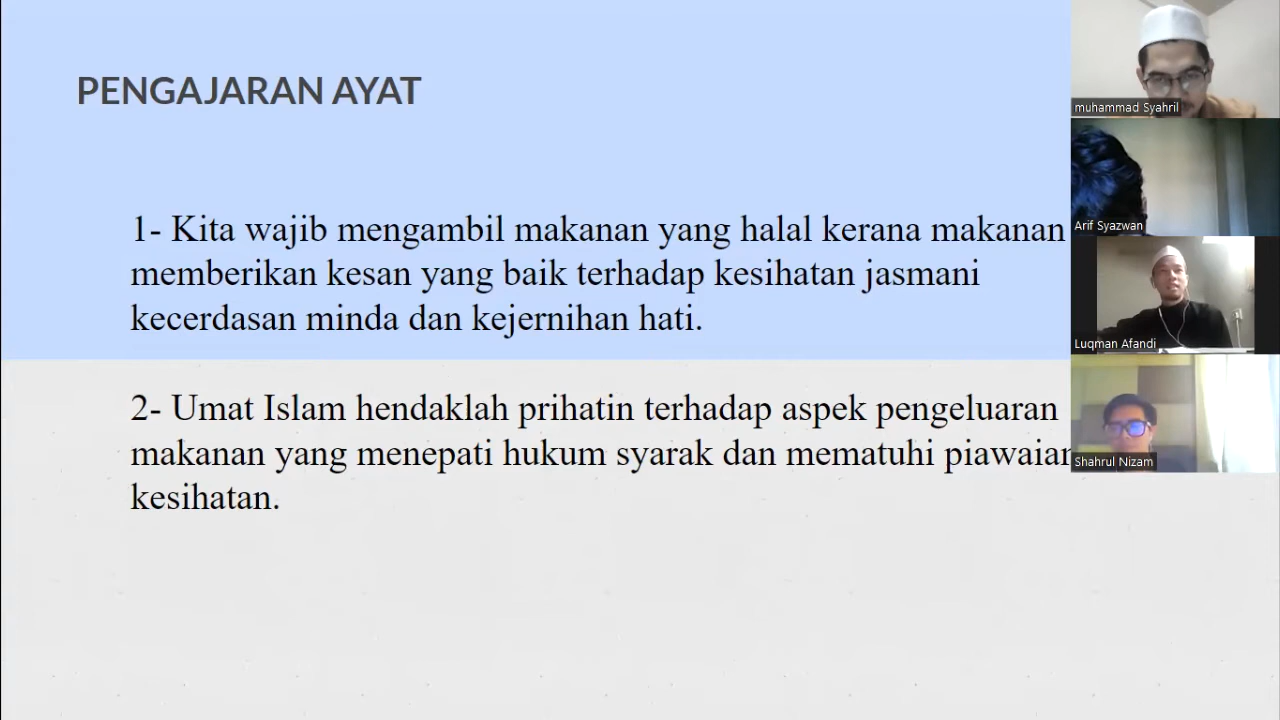 PENGAJARAN AYAT
1- Kita wajib mengambil makanan yang halal kerana makanan
memberikan kesan yang baik terhadap kesihatan jasmani
kecerdasan minda dan kejernihan hati.
2- Umat Islam hendaklah prihatin terhadap aspek pengeluaran
makanan yang menepati hukum syarak dan mematuhi piawaian
kesihatan.
muhammad Syahril
Arif Syazwan
Luqman Afandi
Shahrul Nizam